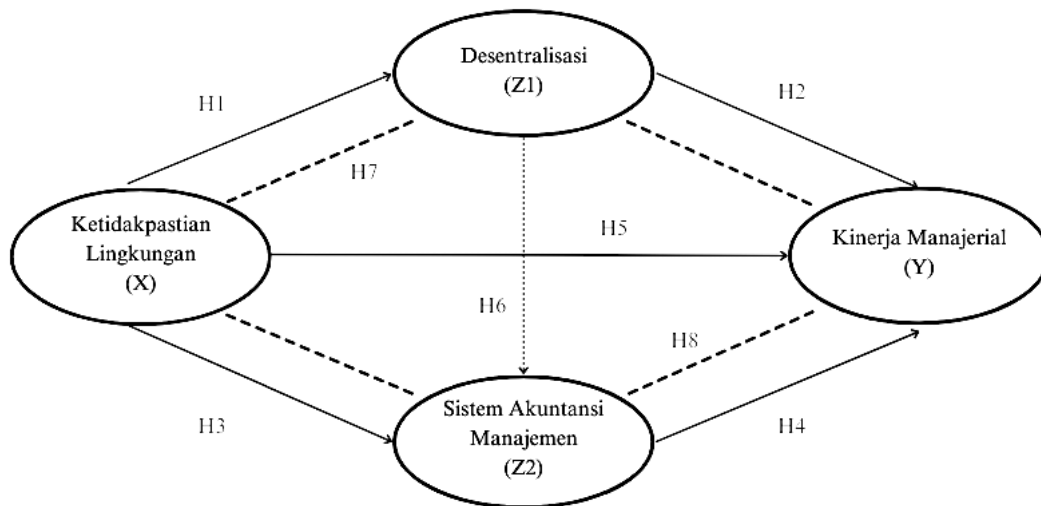 Desentralisasi
(Z1)
H1
H2
H7
Ketidakpastian
Lingkungan
(X)
H5
Kinerja Manajerial
(Y)
H6
H8
Sistem Akuntansi
Manajemen
(Z2)
H3
H4